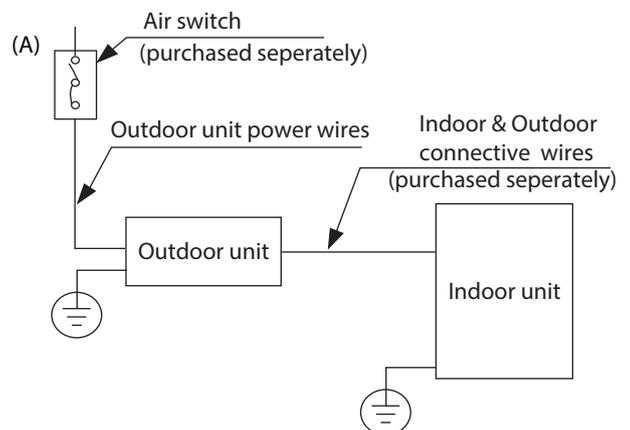 Air switch
(A)
(purchased seperately)
Outdoor unit power wires
Indoor & Outdoor
connective wires
(purchased seperately)
Outdoor unit
Indoor unit